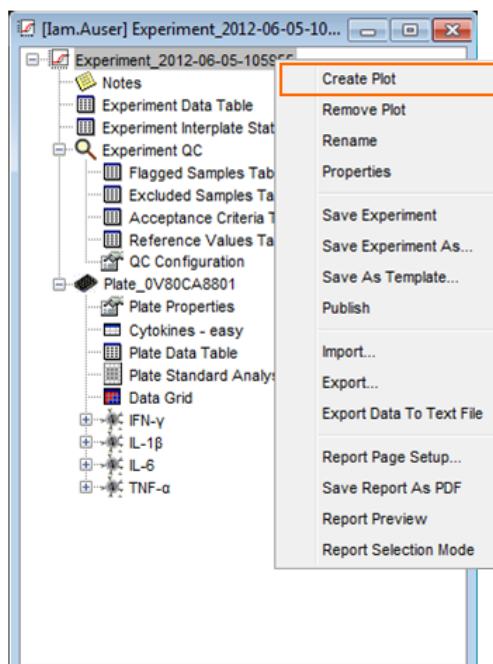 [Iam.Auser] Experiment_2012-06-05-10...
Experiment_2012-06-05-105955
Notes
Experiment Data Table
Experiment Interplate Stat
Experiment QC
Flagged Samples Tab
Excluded Samples Ta
Acceptance Criteria T
Reference Values Ta
QC Configuration
Plate_0V80CA8801
Plate Properties
Cytokines - easy
Plate Data Table
Plate Standard Analys
Data Grid
IFN-γ
IL-1β
IL-6
TNF-α
Create Plot
Remove Plot
Rename
Properties
Save Experiment
Save Experiment As...
Save As Template...
Publish
Import...
Export...
Export Data To Text File
Report Page Setup...
Save Report As PDF
Report Preview
Report Selection Mode